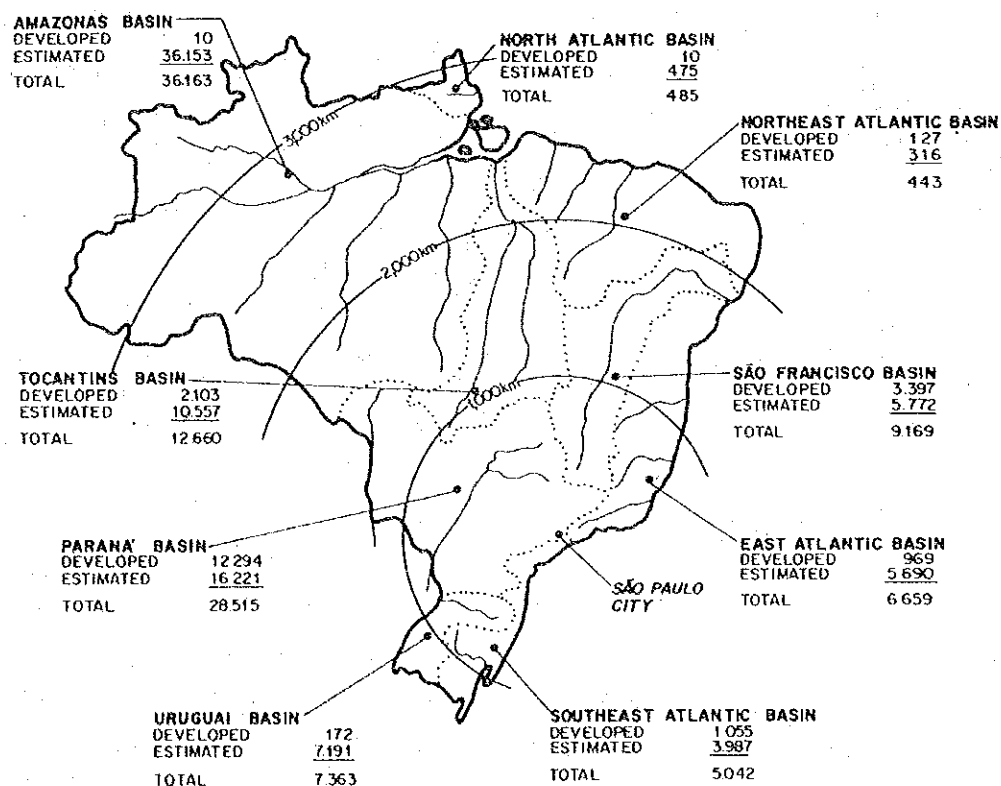 AMAZONAS BASIN
DEVELOPED 10
ESTIMATED 36.153
TOTAL 36.163
NORTH ATLANTIC BASIN
DEVELOPED 10
ESTIMATED 475
TOTAL 485
NORTHEAST ATLANTIC BASIN
DEVELOPED 127
ESTIMATED 316
TOTAL 443
3,000km
2,000km
1,000km
TOCANTINS BASIN
DEVELOPED 2.103
ESTIMATED 10.557
TOTAL 12.660
SÃO FRANCISCO BASIN
DEVELOPED 3.397
ESTIMATED 5.772
TOTAL 9.169
PARANA' BASIN
DEVELOPED 12 294
ESTIMATED 16 221
TOTAL 28.515
SÃO PAULO
CITY
EAST ATLANTIC BASIN
DEVELOPED 969
ESTIMATED 5 690
TOTAL 6 659
URUGUAI BASIN
DEVELOPED 172
ESTIMATED 7.191
TOTAL 7.363
SOUTHEAST ATLANTIC BASIN
DEVELOPED 1 055
ESTIMATED 3.987
TOTAL 5.042